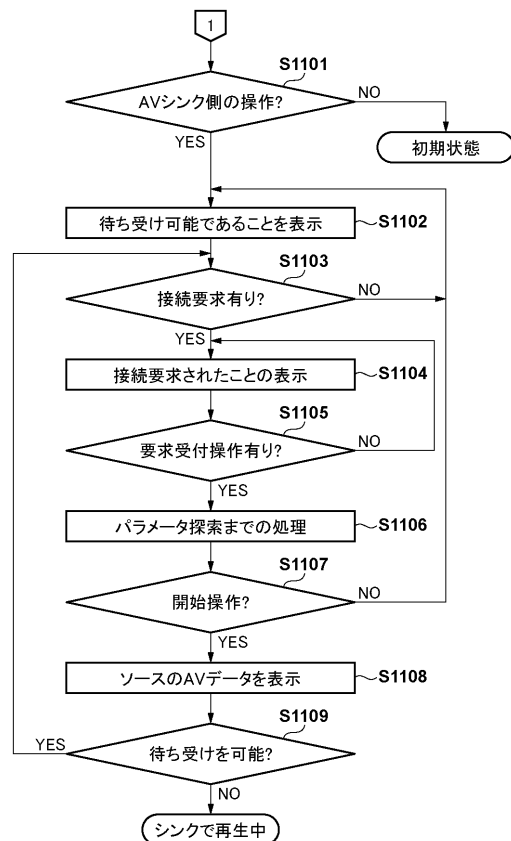 1
S1101
AVシンク側の操作?
NO
YES
初期状態
待ち受け可能であることを表示
S1102
S1103
接続要求有り?
NO
YES
接続要求されたことの表示
S1104
S1105
要求受付操作有り?
NO
YES
パラメータ探索までの処理
S1106
S1107
開始操作?
NO
YES
ソースのAVデータを表示
S1108
S1109
YES
待ち受けを可能?
NO
シンクで再生中